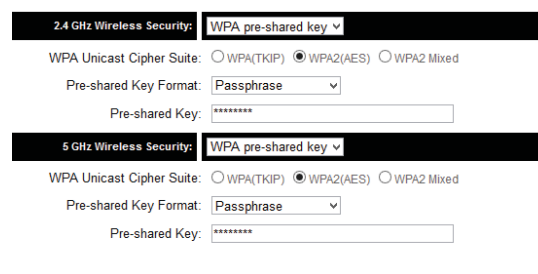 2.4 GHz Wireless Security: WPA pre-shared key
WPA Unicast Cipher Suite: WPA(TKIP) WPA2(AES) WPA2 Mixed
Pre-shared Key Format: Passphrase
Pre-shared Key: ********
5 GHz Wireless Security: WPA pre-shared key
WPA Unicast Cipher Suite: WPA(TKIP) WPA2(AES) WPA2 Mixed
Pre-shared Key Format: Passphrase
Pre-shared Key: ********